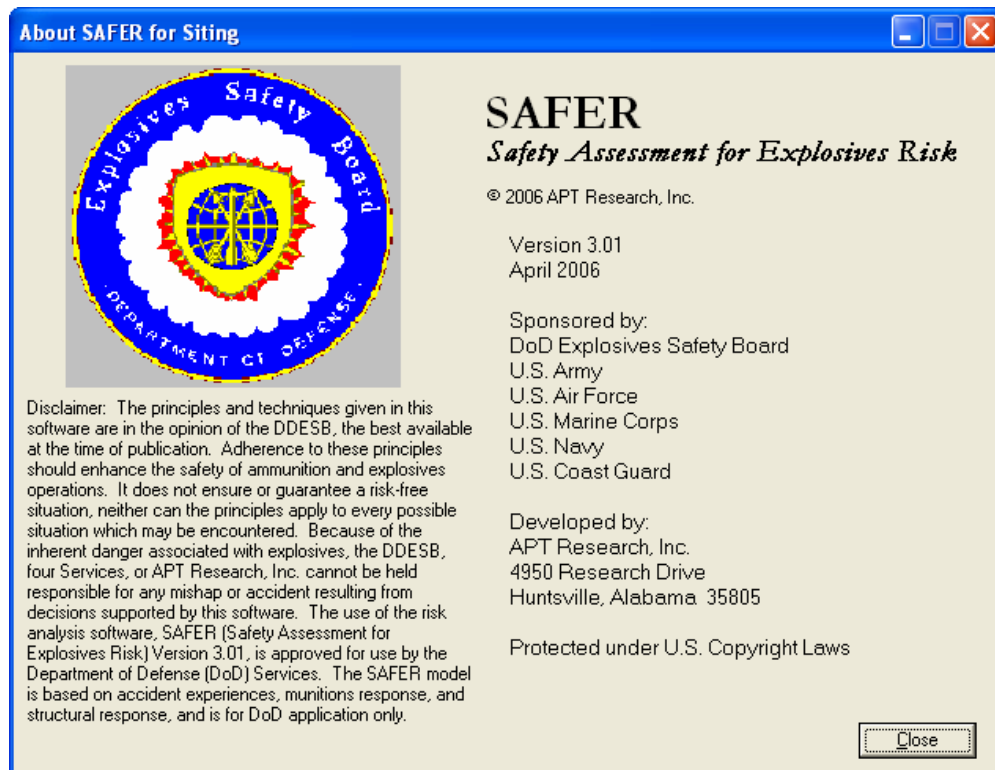 About SAFER for Siting
Explosives Safety Board
DEPARTMENT OF DEFENSE
SAFER
Safety Assessment for Explosives Risk
© 2006 APT Research, Inc.
Version 3.01
April 2006
Sponsored by:
DoD Explosives Safety Board
U.S. Army
U.S. Air Force
U.S. Marine Corps
U.S. Navy
U.S. Coast Guard
Developed by:
APT Research, Inc.
4950 Research Drive
Huntsville, Alabama 35805
Protected under U.S. Copyright Laws
Disclaimer: The principles and techniques given in this
software are in the opinion of the DDESB, the best available
at the time of publication. Adherence to these principles
should enhance the safety of ammunition and explosives
operations. It does not ensure or guarantee a risk-free
situation, neither can the principles apply to every possible
situation which may be encountered. Because of the
inherent danger associated with explosives, the DDESB,
four Services, or APT Research, Inc. cannot be held
responsible for any mishap or accident resulting from
decisions supported by this software. The use of the risk
analysis software, SAFER (Safety Assessment for
Explosives Risk) Version 3.01, is approved for use by the
Department of Defense (DoD) Services. The SAFER model
is based on accident experiences, munitions response, and
structural response, and is for DoD application only.
Close